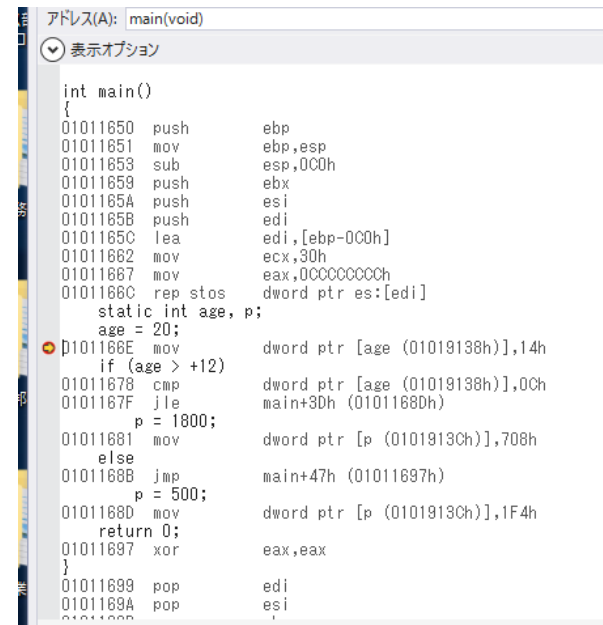 アドレス(A): main(void)
表示オプション
int main()
{
01011650 push ebp
01011651 mov ebp,esp
01011653 sub esp,0C0h
01011659 push ebx
0101165A push esi
0101165B push edi
0101165C lea edi,[ebp-0C0h]
01011662 mov ecx,30h
01011667 mov eax,0CCCCCCCCh
0101166C rep stos dword ptr es:[edi]
static int age, p;
age = 20;
0101166E mov dword ptr [age (01019138h)],14h
if (age > +12)
01011678 cmp dword ptr [age (01019138h)],0Ch
0101167F jle main+3Dh (0101168Dh)
p = 1800;
01011681 mov dword ptr [p (0101913Ch)],708h
else
0101168B jmp main+47h (01011697h)
p = 500;
0101168D mov dword ptr [p (0101913Ch)],1F4h
return 0;
01011697 xor eax,eax
}
01011699 pop edi
0101169A pop esi